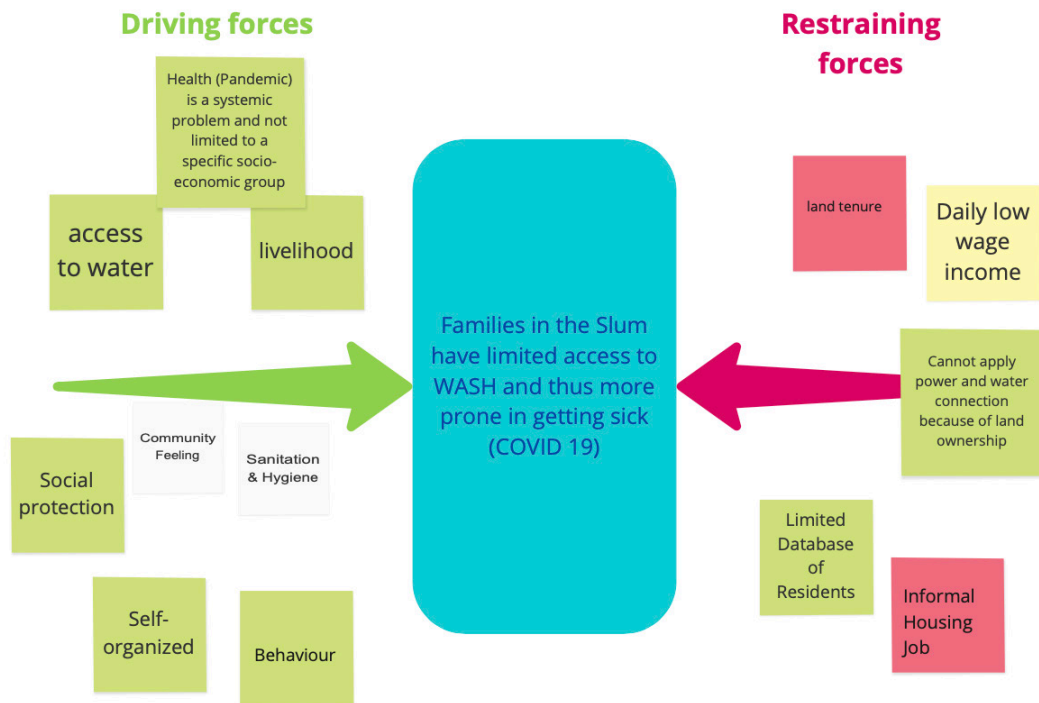 Driving forces
Health (Pandemic)
is a systemic
problem and not
limited to a
specific socio-
economic group
access
to water
livelihood
Community
Feeling
Sanitation
& Hygiene
Social
protection
Self-
organized
Behaviour
Families in the Slum
have limited access to
WASH and thus more
prone in getting sick
(COVID 19)
Restraining
forces
land tenure
Daily low
wage
income
Cannot apply
power and water
connection
because of land
ownership
Limited
Database
of
Residents
Informal
Housing
Job